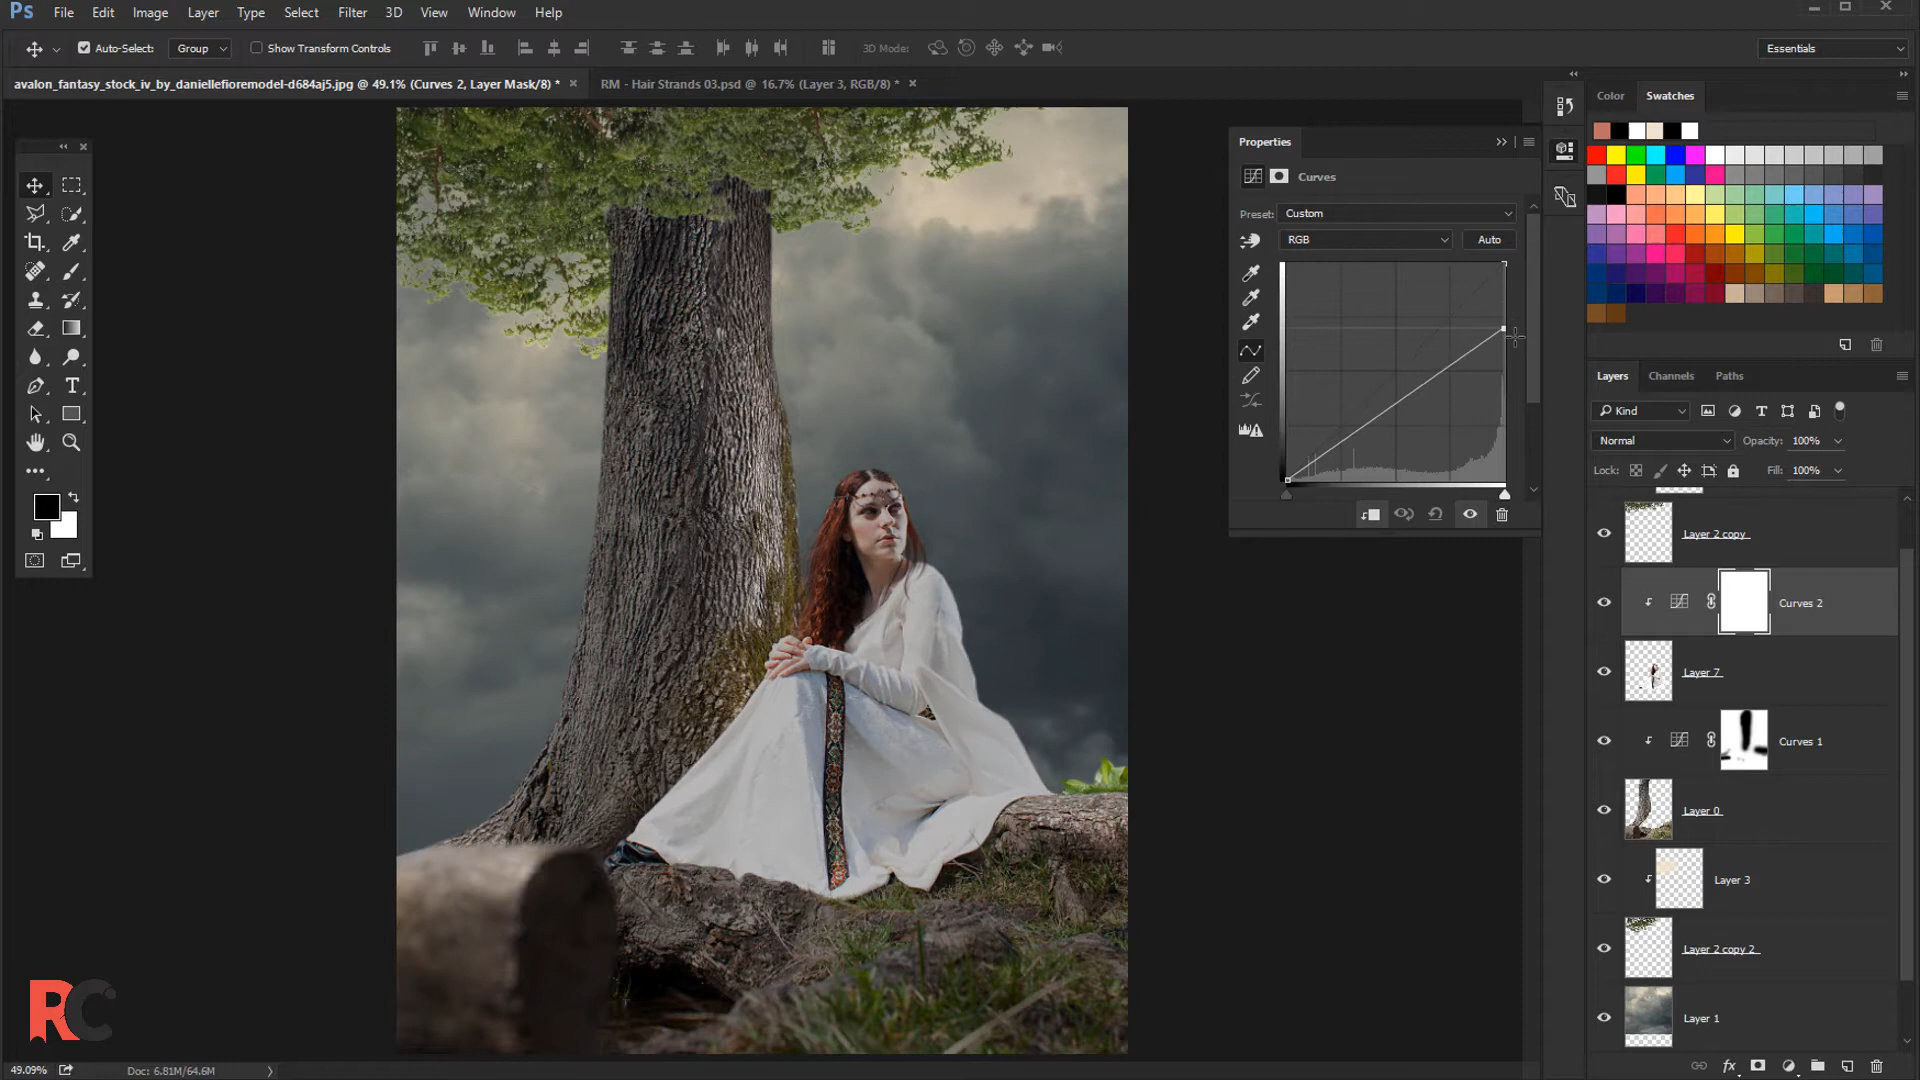 Ps File Edit Image Layer Type Select Filter 3D View Window Help
Auto-Select: Group Show Transform Controls 3D Mode: Essentials
avalon_fantasy_stock_iv_by_daniellefioremodel-d684aj5.jpg @ 49.1% (Curves 2, Layer Mask/8) * × RM - Hair Strands 03.psd @ 16.7% (Layer 3, RGB/8) * ×
Color Swatches
Properties
Curves
Preset: Custom
RGB Auto
Layers Channels Paths
Kind
Normal Opacity: 100%
Lock: Fill: 100%
Layer 2 copy
Curves 2
Layer 7
Curves 1
Layer 0
Layer 3
Layer 2 copy 2
Layer 1
fx
RC
49.09% Doc: 6.81M/64.6M